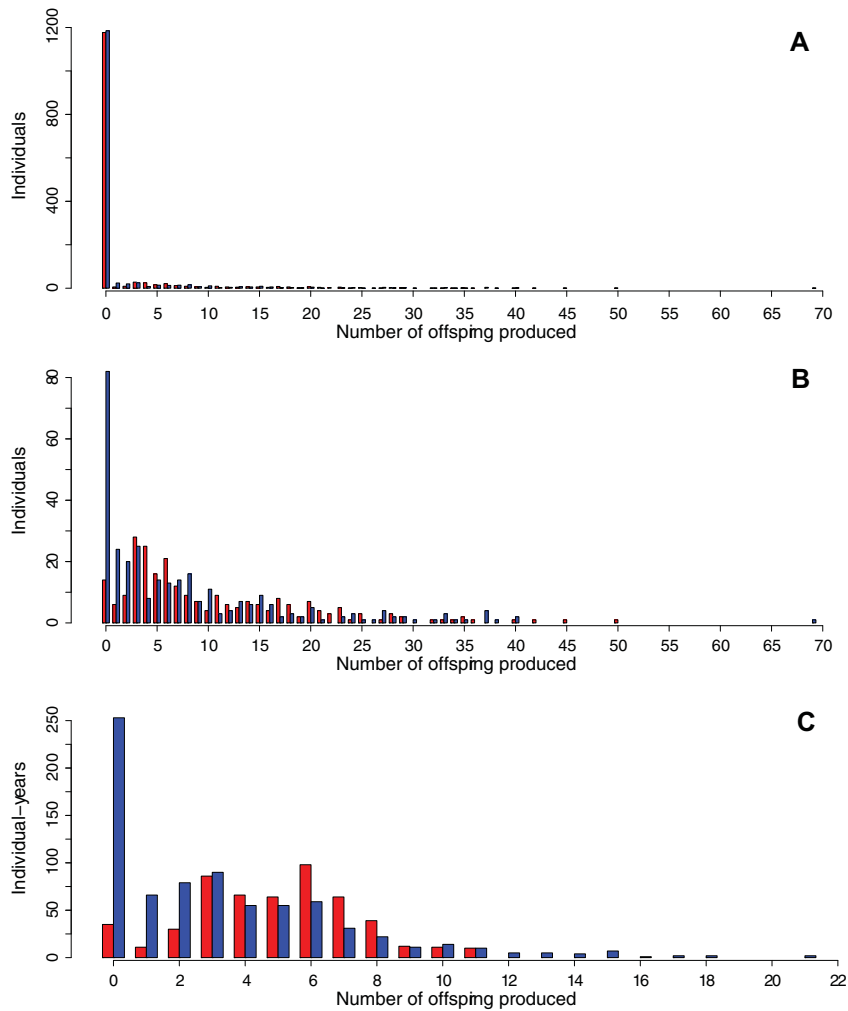 A
Individuals
0 400 800 1200
0 5 10 15 20 25 30 35 40 45 50 55 60 65 70
Number of offsping produced
B
Individuals
0 20 40 60 80
0 5 10 15 20 25 30 35 40 45 50 55 60 65 70
Number of offsping produced
C
Individual−years
0 50 100 150 200 250
0 2 4 6 8 10 12 14 16 18 20 22
Number of offsping produced